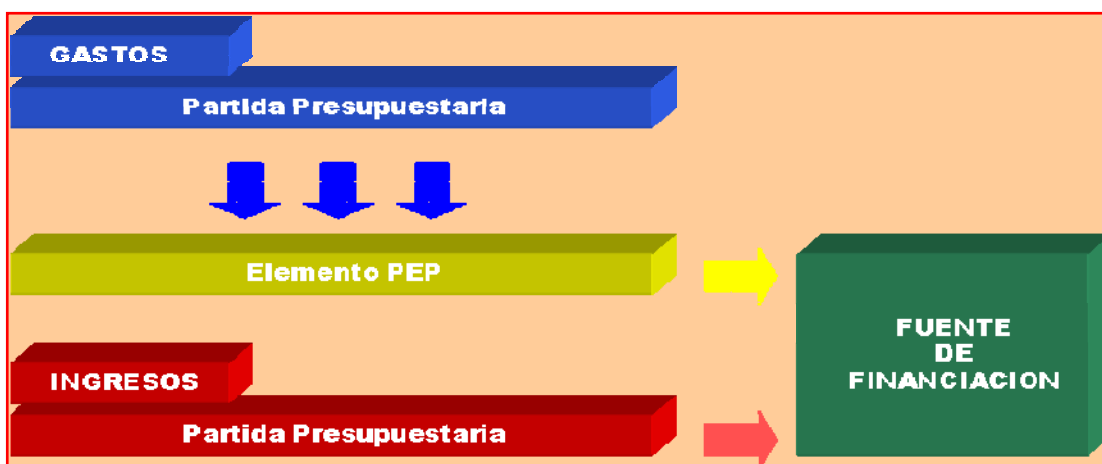 GASTOS
Partida Presupuestaria
Elemento PEP
FUENTE
DE
FINANCIACION
INGRESOS
Partida Presupuestaria